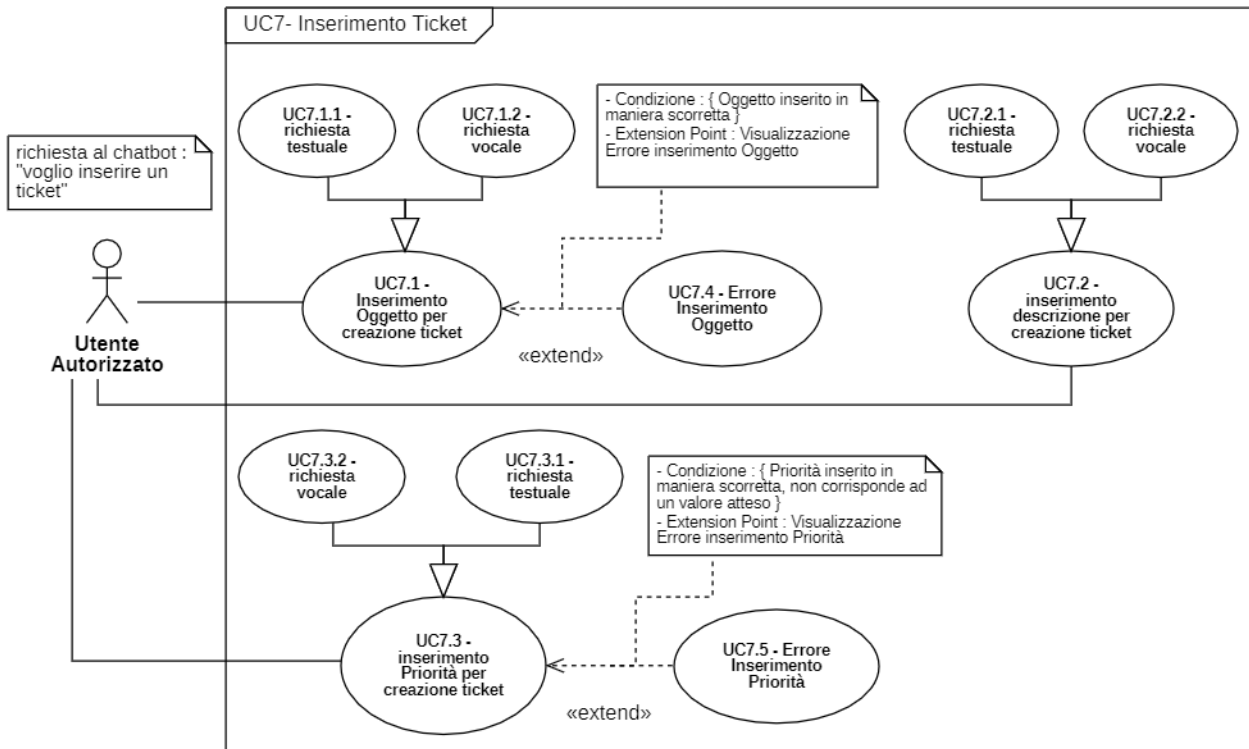 UC7- Inserimento Ticket
richiesta al chatbot :
"voglio inserire un
ticket"
UC7.1.1 -
richiesta
testuale
UC7.1.2 -
richiesta
vocale
- Condizione : { Oggetto inserito in
maniera scorretta }
- Extension Point : Visualizzazione
Errore inserimento Oggetto
UC7.2.1 -
richiesta
testuale
UC7.2.2 -
richiesta
vocale
Utente
Autorizzato
UC7.1 -
Inserimento
Oggetto per
creazione ticket
«extend»
UC7.4 - Errore
Inserimento
Oggetto
UC7.2 -
inserimento
descrizione per
creazione ticket
UC7.3.2 -
richiesta
vocale
UC7.3.1 -
richiesta
testuale
- Condizione : { Priorità inserito in
maniera scorretta, non corrisponde ad
un valore atteso }
- Extension Point : Visualizzazione
Errore inserimento Priorità
UC7.3 -
inserimento
Priorità per
creazione ticket
«extend»
UC7.5 - Errore
Inserimento
Priorità